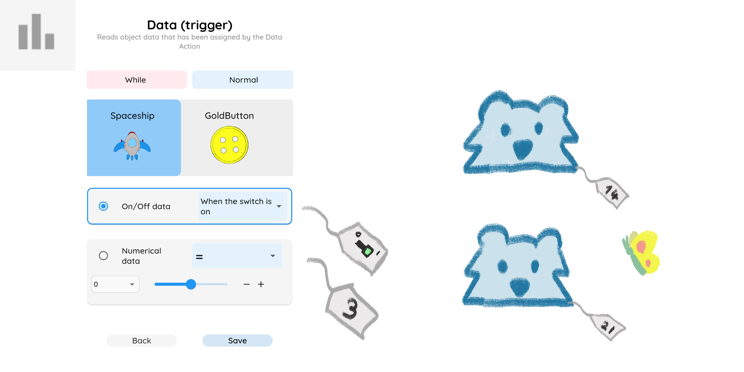 Data (trigger)
Reads object data that has been assigned by the Data
Action
While
Normal
Spaceship
GoldButton
On/Off data
When the switch is
on
Numerical
data
=
0
− +
Back
Save
3
14
21